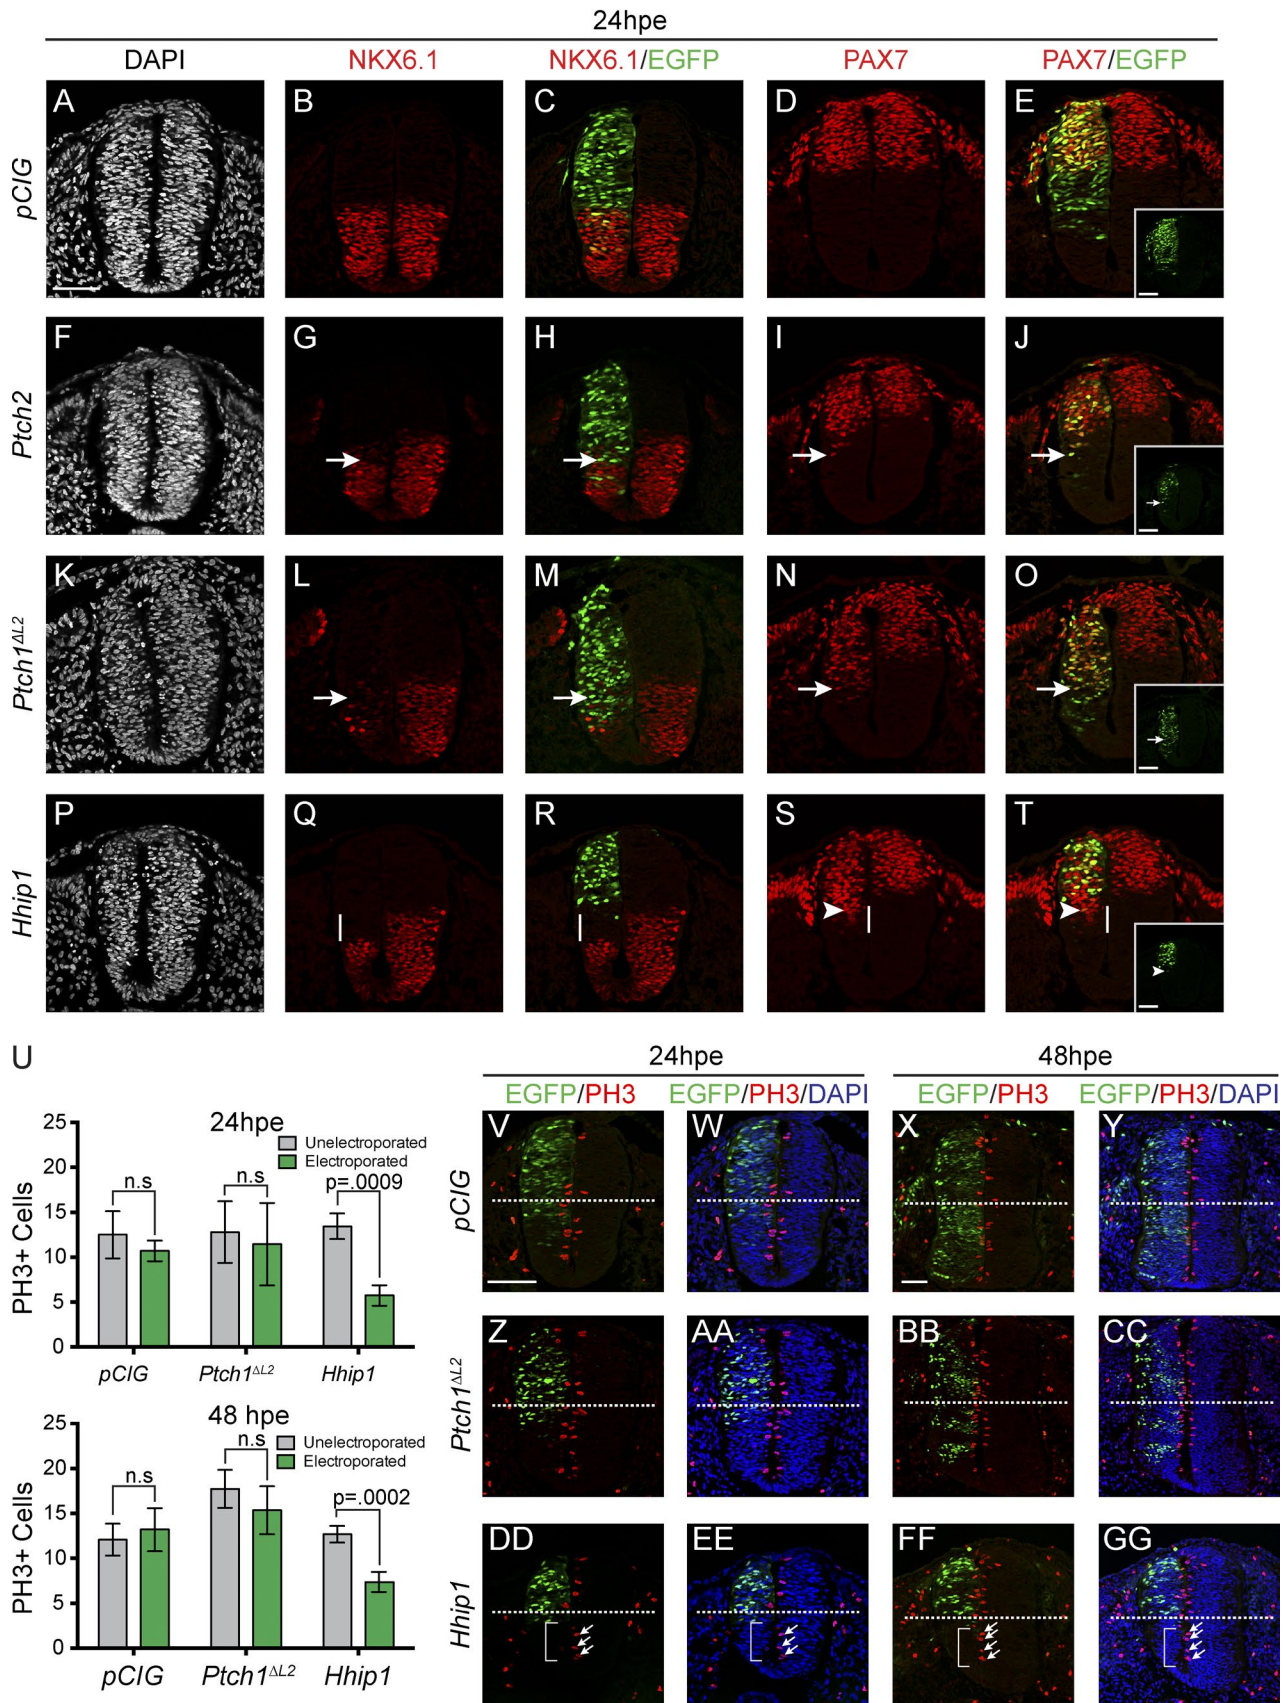 24hpe
DAPI NKX6.1 NKX6.1/EGFP PAX7 PAX7/EGFP
pCIG A B C D E
Ptch2 F G H I J
Ptch1ΔL2 K L M N O
Hhip1 P Q R S T
U
25
20
15
10
5
0
PH3+ Cells
24hpe
Unelectroporated
Electroporated
n.s
n.s
p=.0009
pCIG Ptch1ΔL2 Hhip1
25
20
15
10
5
0
PH3+ Cells
48 hpe
Unelectroporated
Electroporated
n.s
n.s
p=.0002
pCIG Ptch1ΔL2 Hhip1
24hpe 48hpe
EGFP/PH3 EGFP/PH3/DAPI EGFP/PH3 EGFP/PH3/DAPI
pCIG V W X Y
Ptch1ΔL2 Z AA BB CC
Hhip1 DD EE FF GG